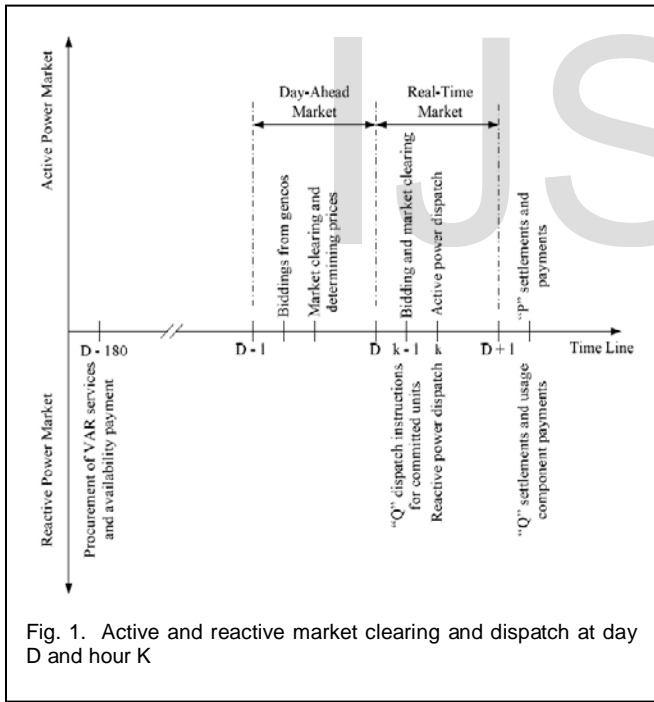 IJS
Active Power Market
Reactive Power Market
Day-Ahead
Market
Real-Time
Market
Biddings from gencos
Market clearing and
determining prices
Bidding and market clearing
Active power dispatch
"P" settlements and
payments
D - 180
D - 1
D
k - 1
k
D + 1
Time Line
Procurement of VAR services
and availability payment
"Q" dispatch instructions
for committed units
Reactive power dispatch
"Q" settlements and usage
component payments
Fig. 1. Active and reactive market clearing and dispatch at day
D and hour K